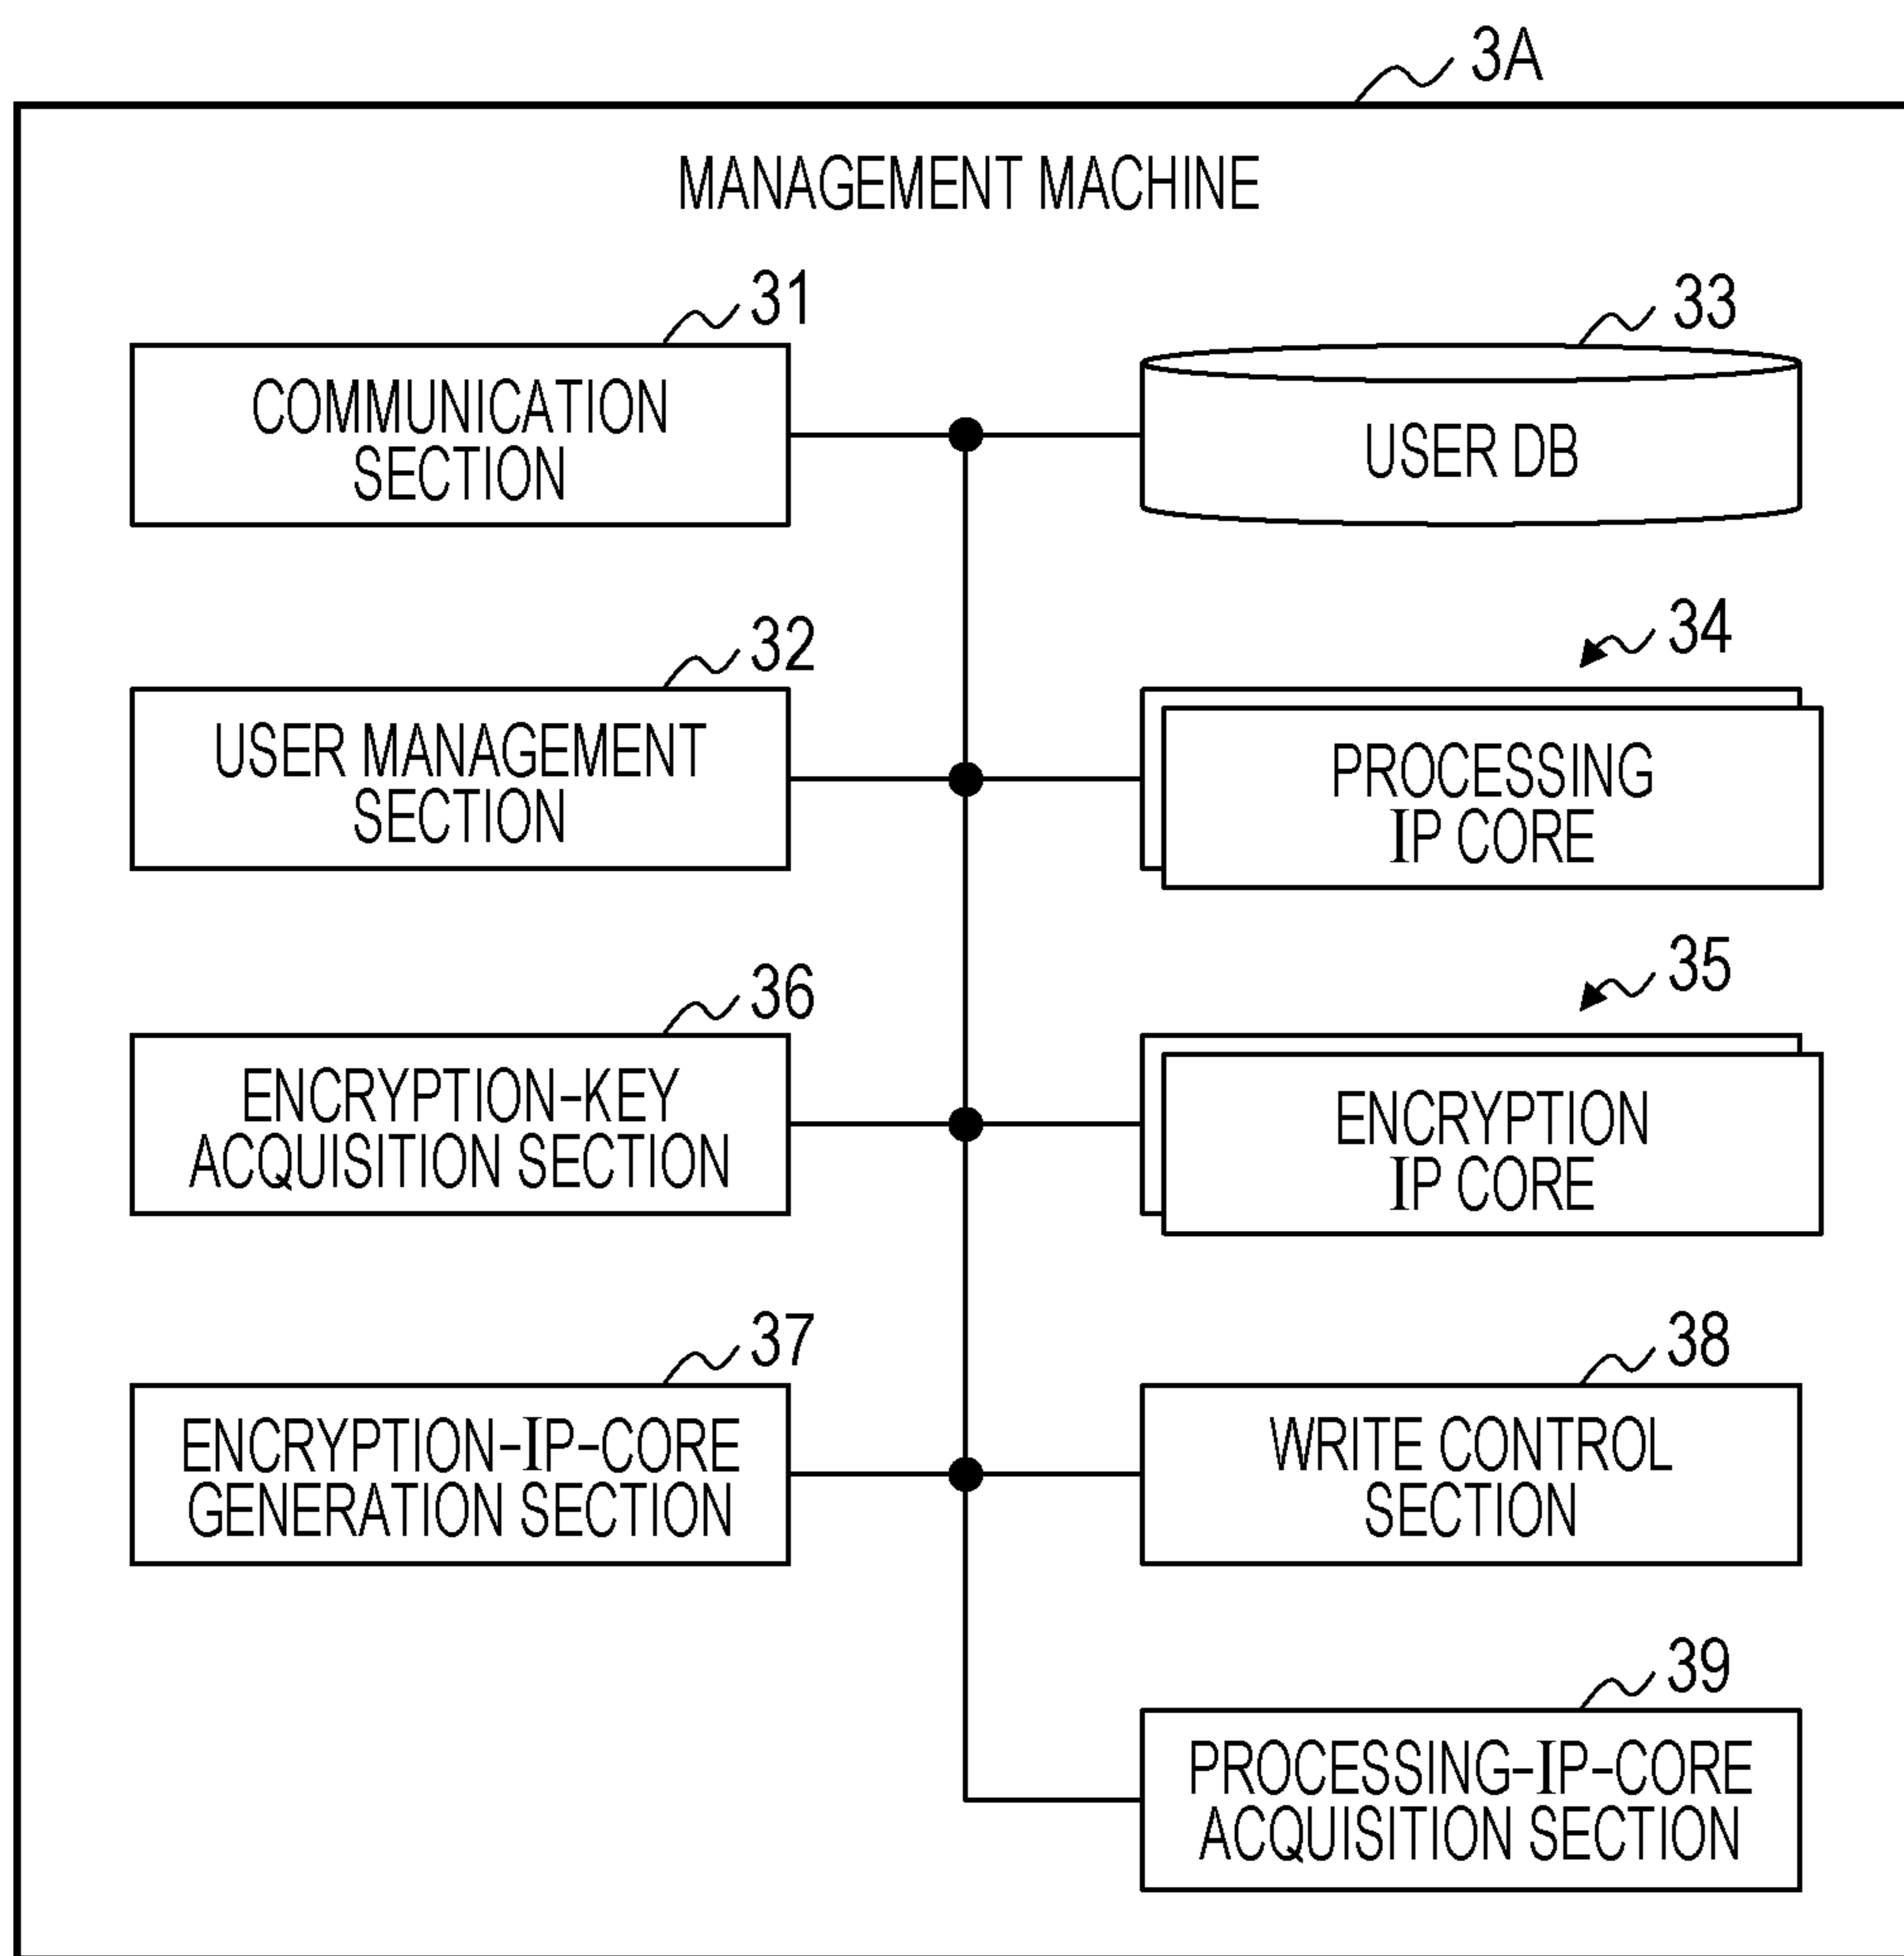 3A
MANAGEMENT MACHINE
31
COMMUNICATION
SECTION
33
USER DB
32
USER MANAGEMENT
SECTION
34
PROCESSING
IP CORE
36
ENCRYPTION-KEY
ACQUISITION SECTION
35
ENCRYPTION
IP CORE
37
ENCRYPTION-IP-CORE
GENERATION SECTION
38
WRITE CONTROL
SECTION
39
PROCESSING-IP-CORE
ACQUISITION SECTION